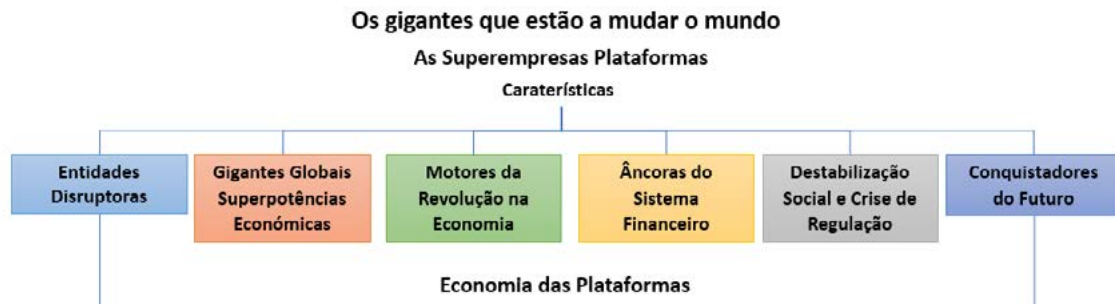 Os gigantes que estão a mudar o mundo
As Superempresas Plataformas
Caraterísticas
Entidades
Disruptoras
Gigantes Globais
Superpotências
Económicas
Motores da
Revolução na
Economia
Âncoras do
Sistema
Financeiro
Destabilização
Social e Crise de
Regulação
Conquistadores
do Futuro
Economia das Plataformas